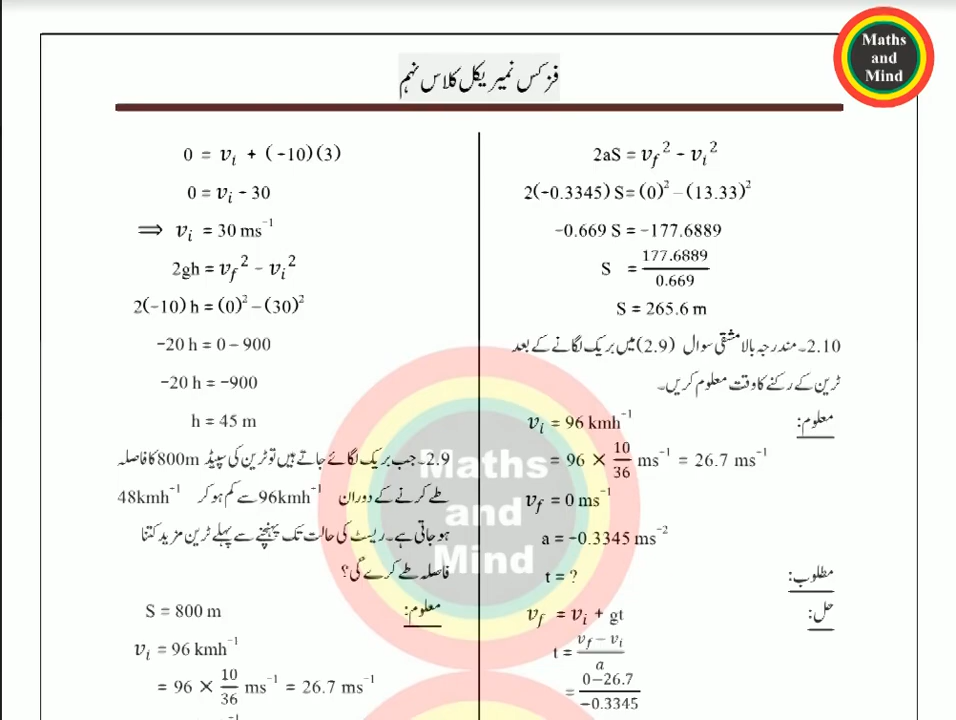 Maths
and
Mind
فزکس نمیریکل کلاس نہم
0 = vᵢ + (−10)(3)
0 = vᵢ − 30
⟹ vᵢ = 30 ms⁻¹
2gh = v_f² − vᵢ²
2(−10) h = (0)² − (30)²
−20 h = 0 − 900
−20 h = −900
h = 45 m
2.9۔ جب بریک لگائے جاتے ہیں تو ٹرین کی سپیڈ 800m کا فاصلہ
طے کرنے کے دوران 96kmh⁻¹ سے کم ہو کر 48kmh⁻¹
ہو جاتی ہے۔ ریسٹ کی حالت تک پہنچنے سے پہلے ٹرین مزید کتنا
فاصلہ طے کرے گی؟
معلوم:
S = 800 m
vᵢ = 96 kmh⁻¹
= 96 × 10/36 ms⁻¹ = 26.7 ms⁻¹
2aS = v_f² − vᵢ²
2(−0.3345) S = (0)² − (13.33)²
-0.669 S = −177.6889
S = 177.6889/0.669
S = 265.6 m
2.10۔ مندرجہ بالا مشقی سوال (2.9) میں بریک لگانے کے بعد
ٹرین کے رکنے کا وقت معلوم کریں۔
معلوم:
vᵢ = 96 kmh⁻¹
= 96 × 10/36 ms⁻¹ = 26.7 ms⁻¹
v_f = 0 ms⁻¹
a = −0.3345 ms⁻²
مطلوب:
t = ?
حل:
v_f = vᵢ + gt
t = (v_f − vᵢ)/a
= (0−26.7)/(−0.3345)
Maths
and
Mind